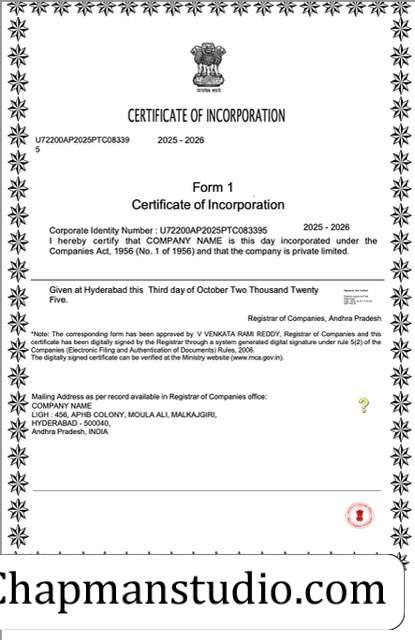 CERTIFICATE OF INCORPORATION
U72200AP2025PTC08339
5
2025 - 2026
Form 1
Certificate of Incorporation
Corporate Identity Number : U72200AP2025PTC083395
2025 - 2026
I hereby certify that COMPANY NAME is this day incorporated under the
Companies Act, 1956 (No. 1 of 1956) and that the company is private limited.
Given at Hyderabad this Third day of October Two Thousand Twenty
Five.
Registrar of Companies, Andhra Pradesh
*Note: The corresponding form has been approved by V VENKATA RAMI REDDY, Registrar of Companies and this
certificate has been digitally signed by the Registrar through a system generated digital signature under rule 5(2) of the
Companies (Electronic Filing and Authentication of Documents) Rules, 2006.
The digitally signed certificate can be verified at the Ministry website (www.mca.gov.in).
Mailing Address as per record available in Registrar of Companies office:
COMPANY NAME
LIGH : 456, APHB COLONY, MOULA ALI, MALKAJGIRI,
HYDERABAD - 500040,
Andhra Pradesh, INDIA
?
Chapmanstudio.com